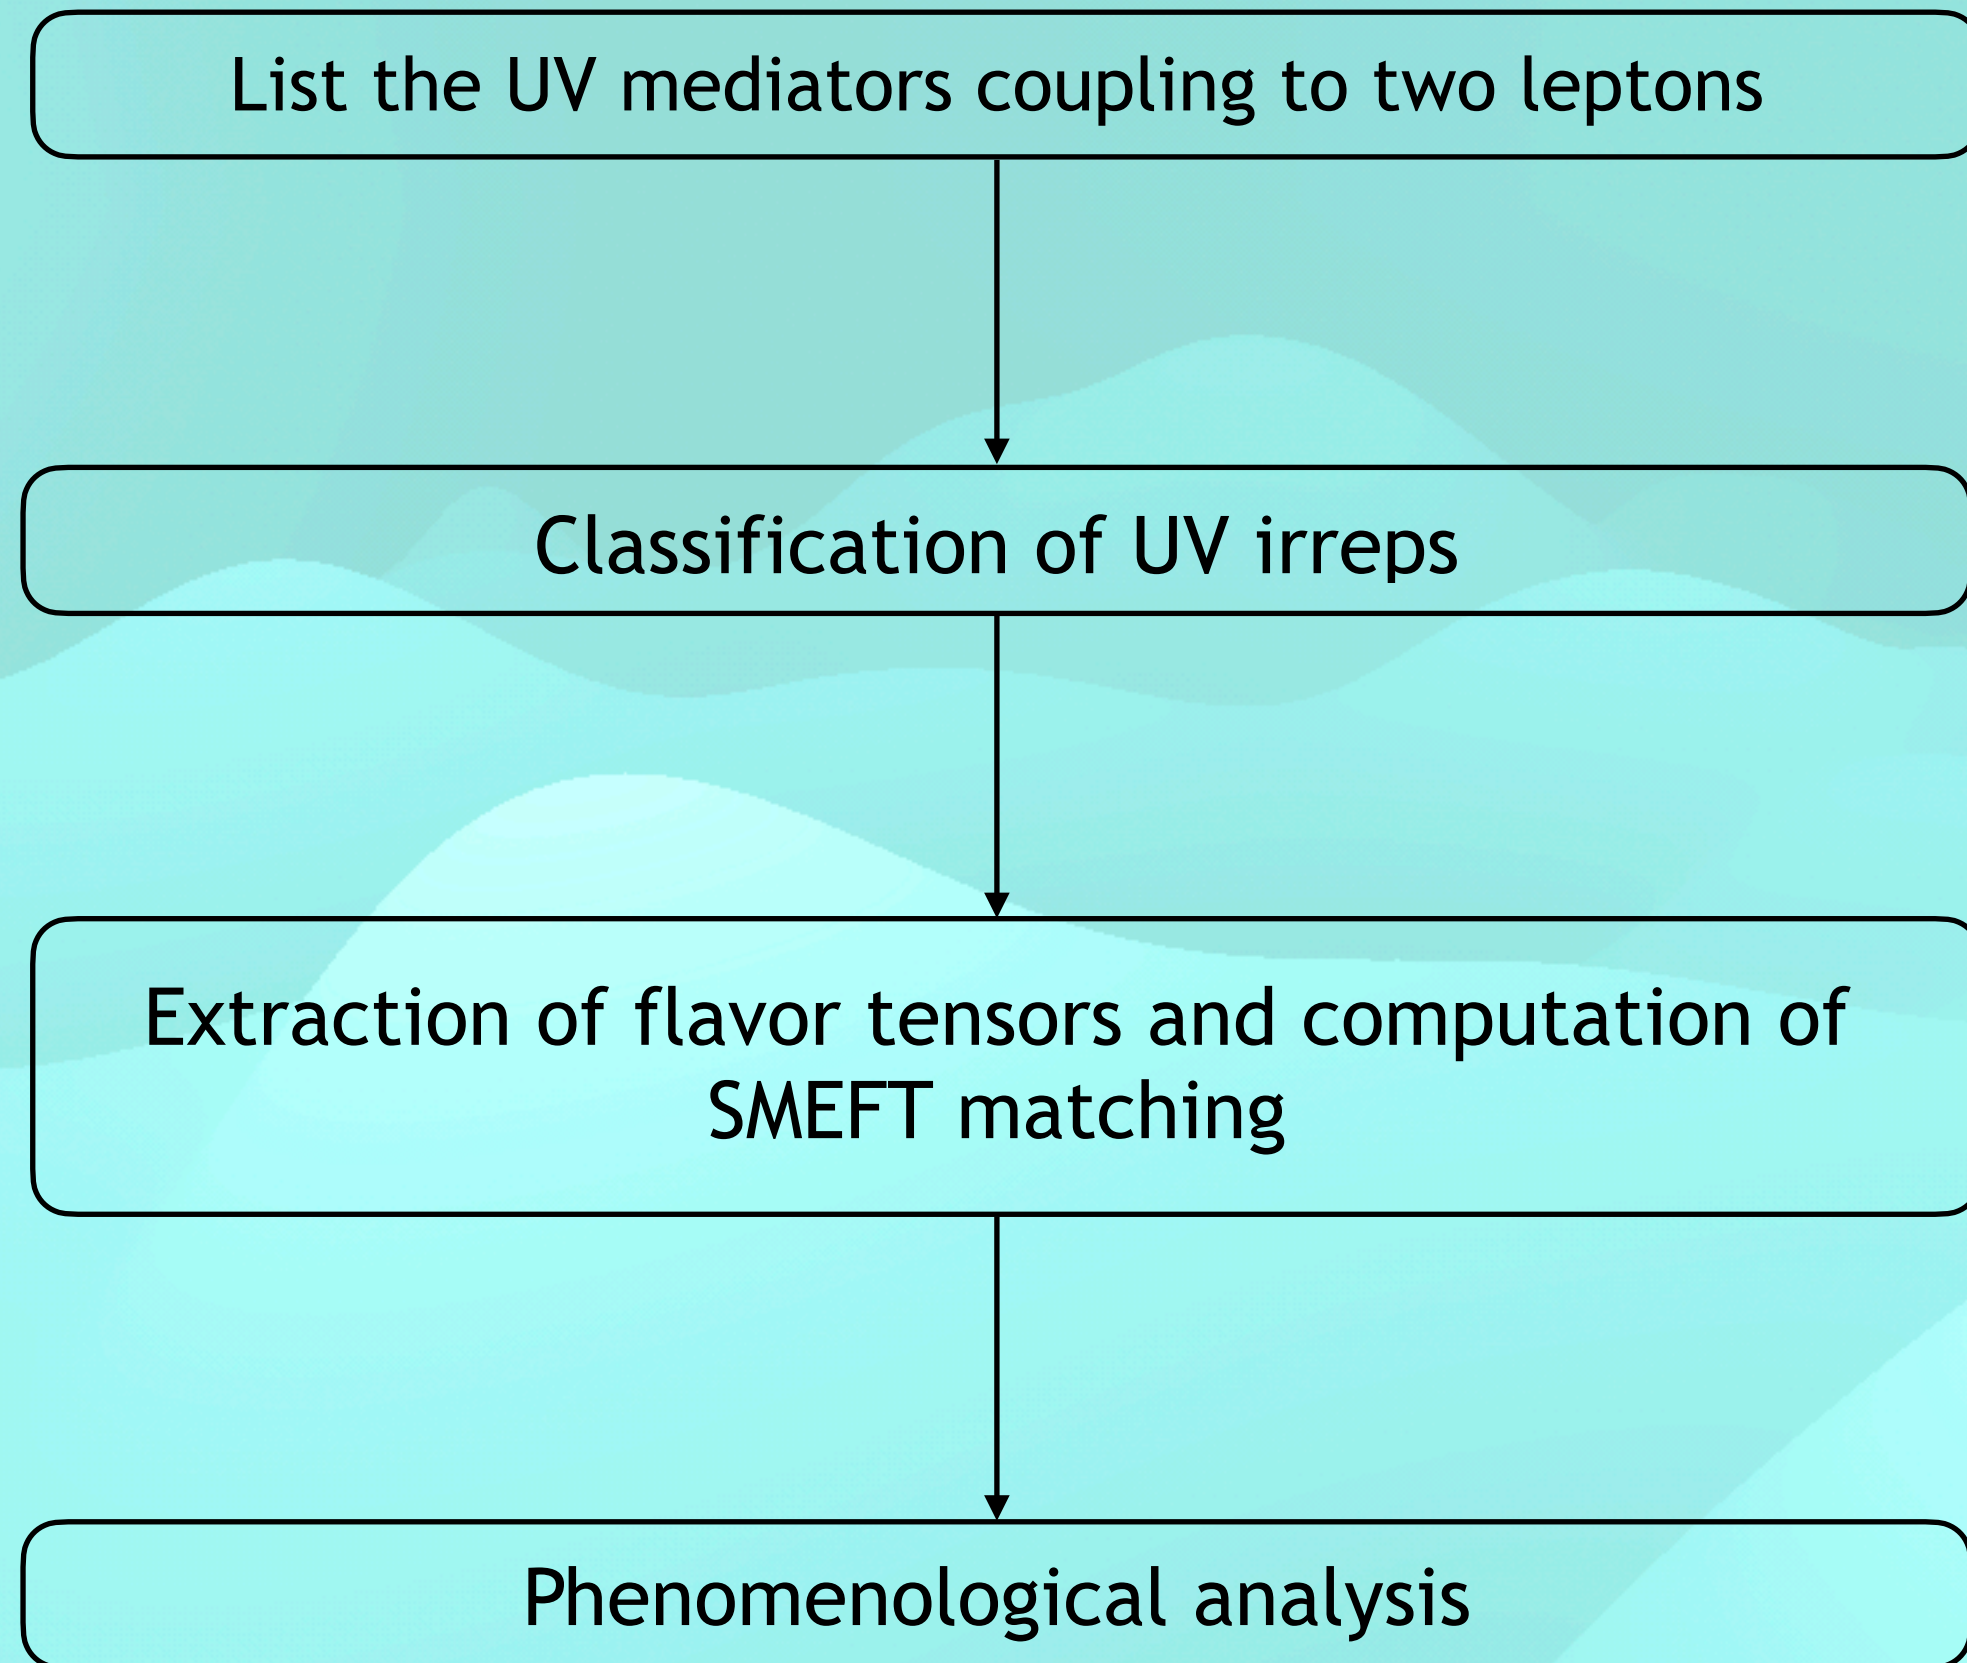 List the UV mediators coupling to two leptons
Classification of UV irreps
Extraction of flavor tensors and computation of
SMEFT matching
Phenomenological analysis